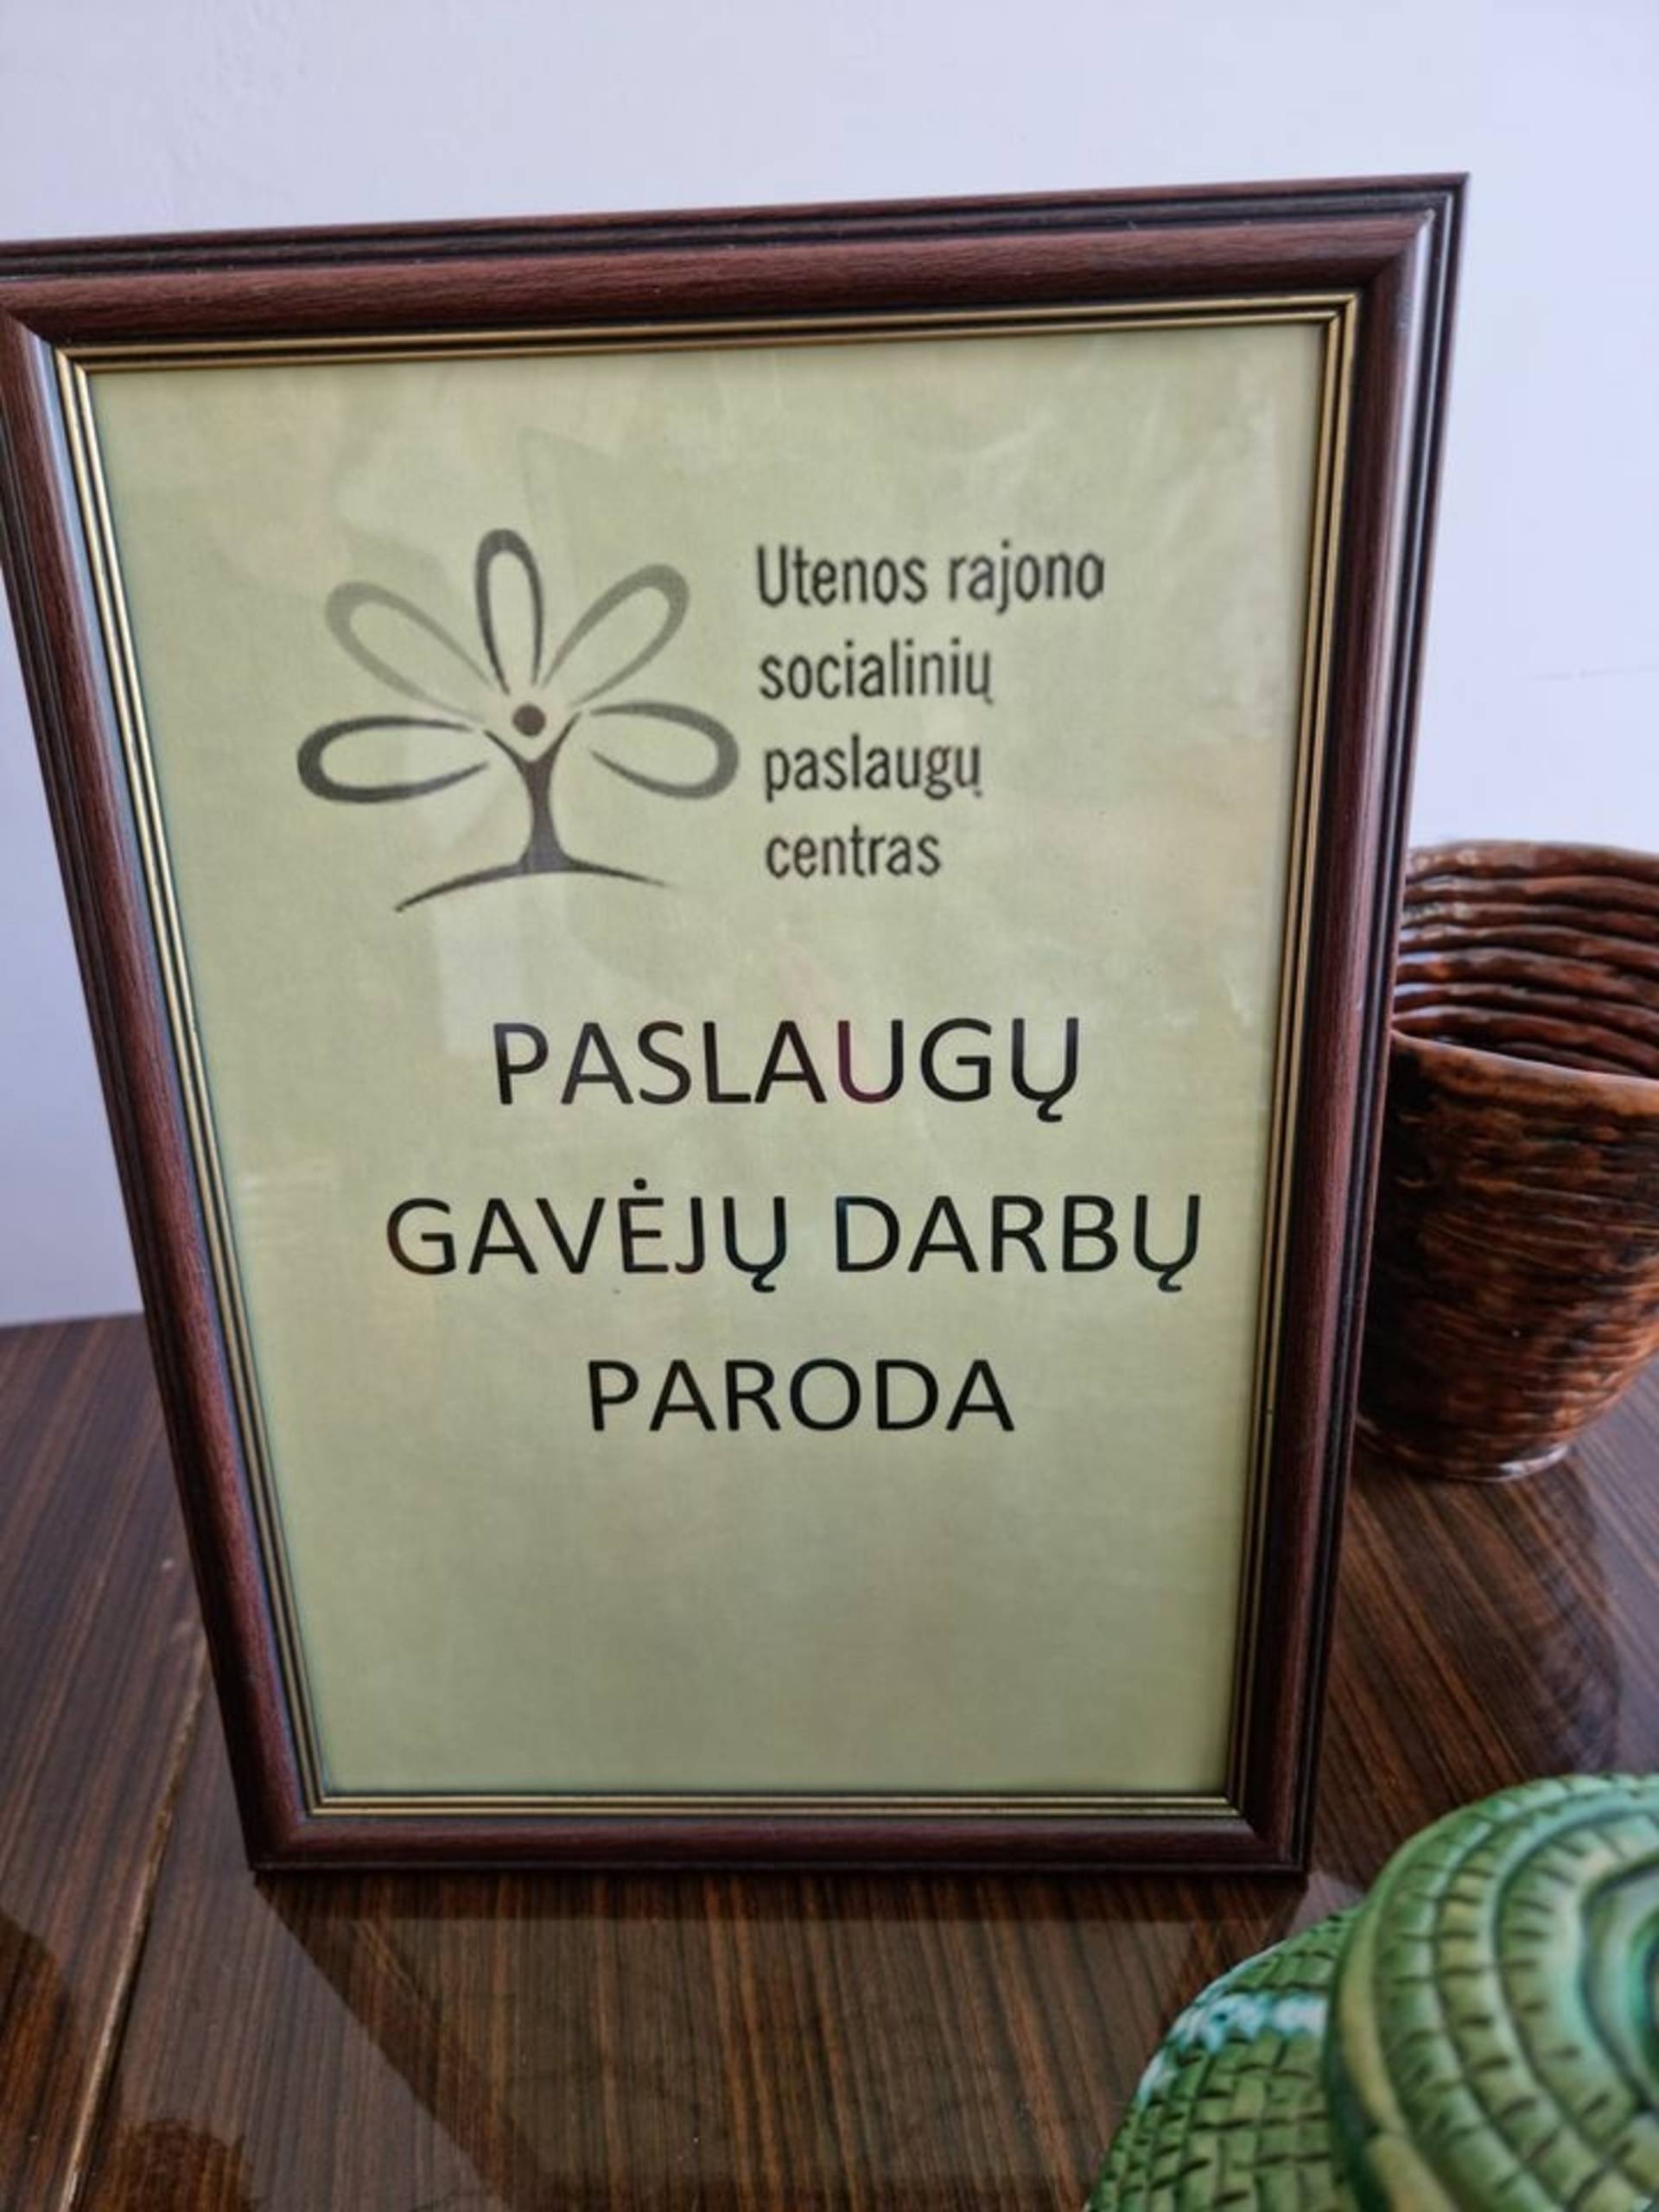 Utenos rajono
socialinių
paslaugų
centras
PASLAUGŲ
GAVĖJŲ DARBŲ
PARODA